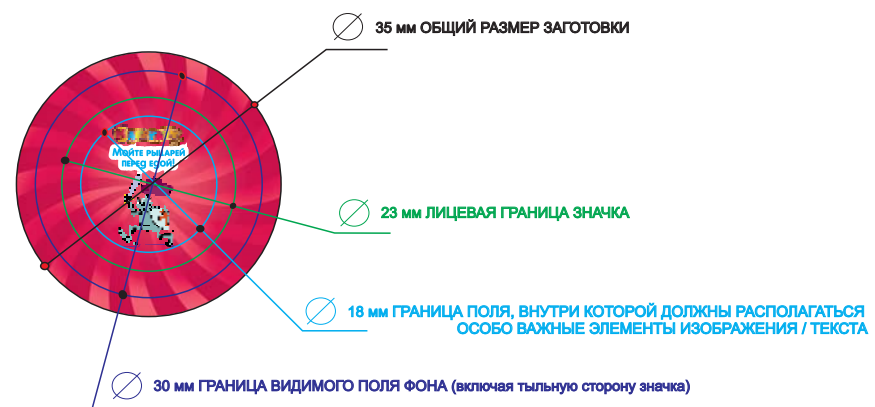 35 мм ОБЩИЙ РАЗМЕР ЗАГОТОВКИ
Мойте рыцарей
перед едой!
23 мм ЛИЦЕВАЯ ГРАНИЦА ЗНАЧКА
18 мм ГРАНИЦА ПОЛЯ, ВНУТРИ КОТОРОЙ ДОЛЖНЫ РАСПОЛАГАТЬСЯ
ОСОБО ВАЖНЫЕ ЭЛЕМЕНТЫ ИЗОБРАЖЕНИЯ / ТЕКСТА
30 мм ГРАНИЦА ВИДИМОГО ПОЛЯ ФОНА (включая тыльную сторону значка)